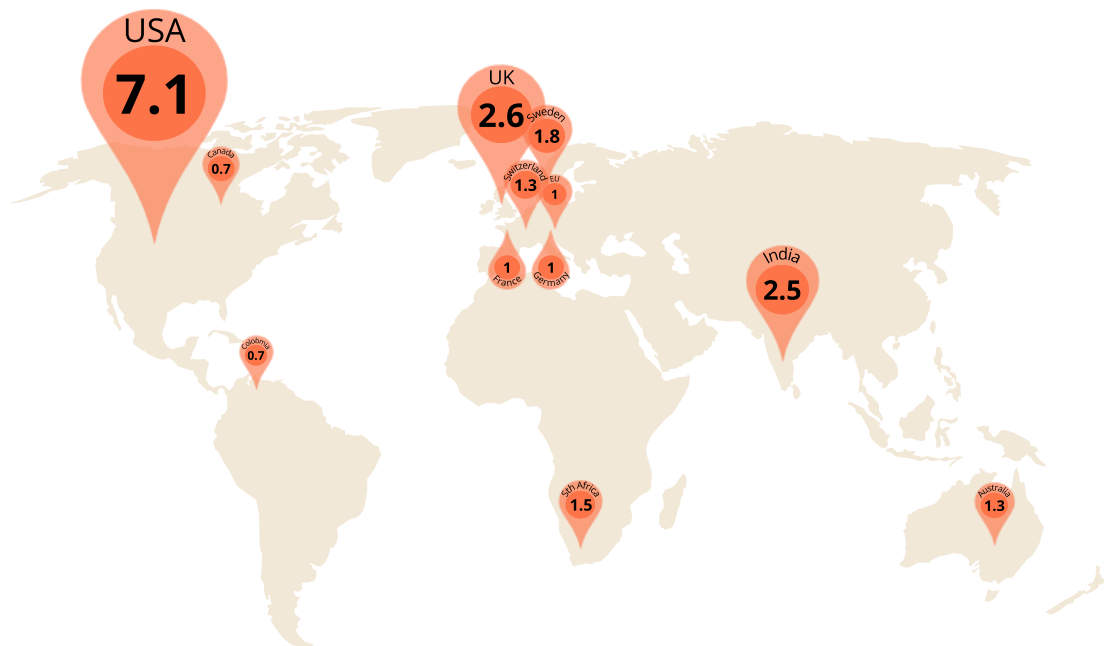 USA
7.1
UK
2.6
Sweden
1.8
Canada
0.7
Switzerland
1.3
EU
1
1
France
1
Germany
India
2.5
Colobmia
0.7
Sth Africa
1.5
Australia
1.3